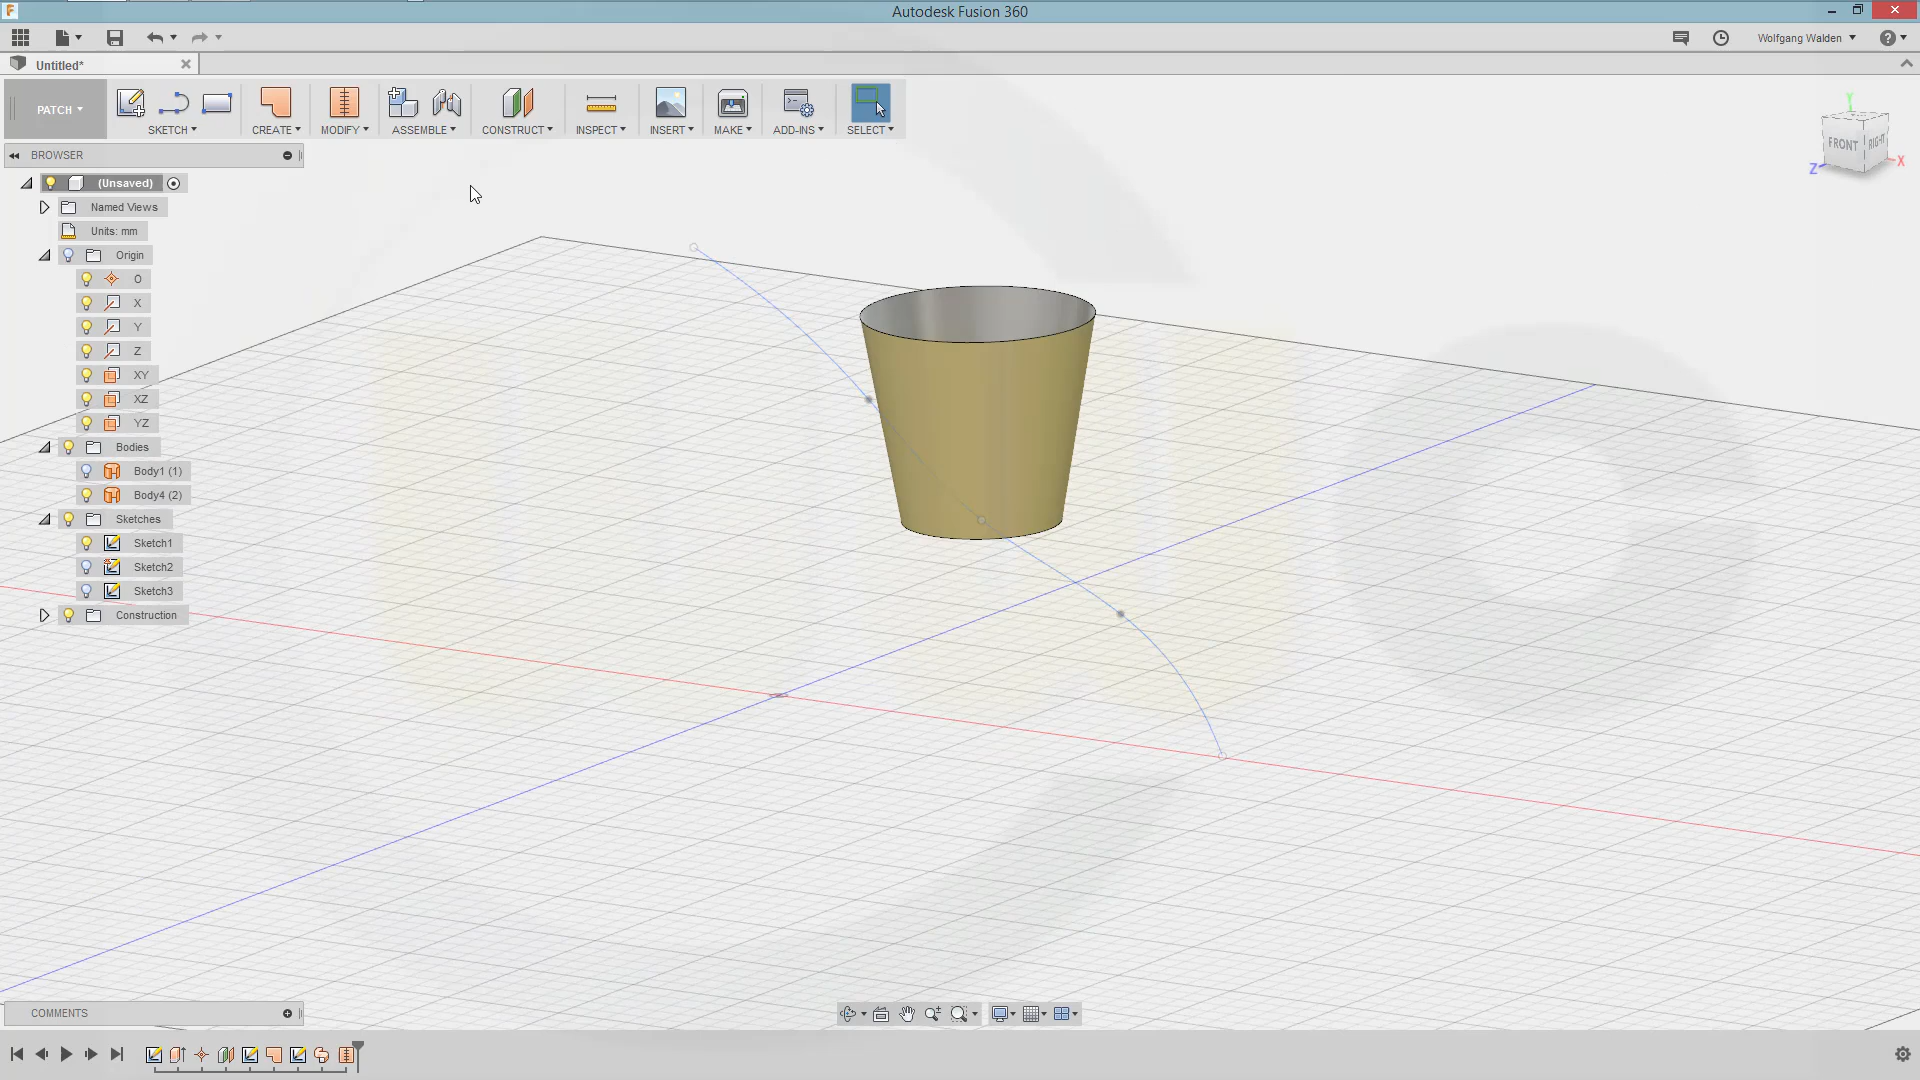 Autodesk Fusion 360
Wolfgang Walden
Untitled*
PATCH
SKETCH
CREATE
MODIFY
ASSEMBLE
CONSTRUCT
INSPECT
INSERT
MAKE
ADD-INS
SELECT
Y
FRONT
RIGHT
Z
X
BROWSER
(Unsaved)
Named Views
Units: mm
Origin
O
X
Y
Z
XY
XZ
YZ
Bodies
Body1 (1)
Body4 (2)
Sketches
Sketch1
Sketch2
Sketch3
Construction
COMMENTS